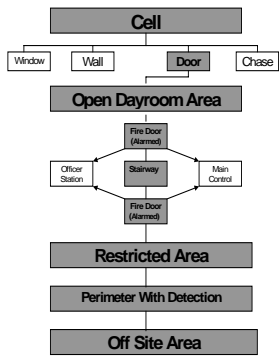 Cell
Window Wall Door Chase
Open Dayroom Area
Fire Door
(Alarmed)
Officer
Station
Stairway
Main
Control
Fire Door
(Alarmed)
Restricted Area
Perimeter With Detection
Off Site Area